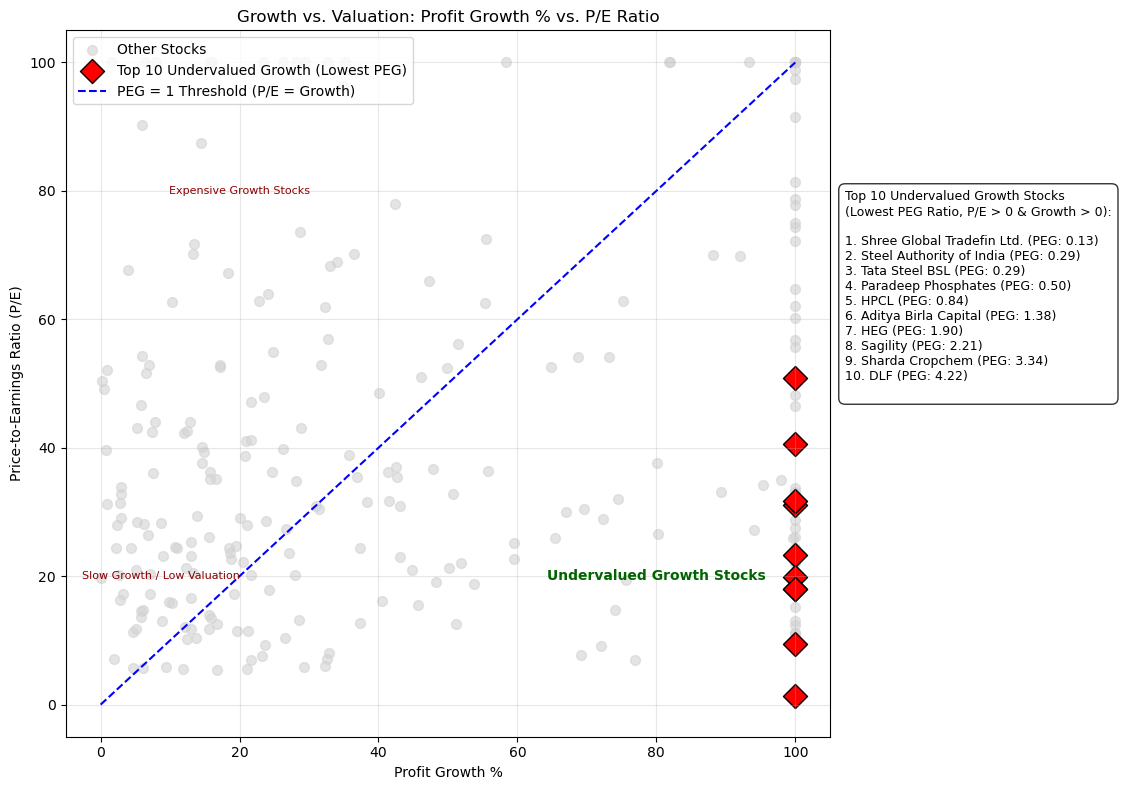 Growth vs. Valuation: Profit Growth % vs. P/E Ratio
Other Stocks
Top 10 Undervalued Growth (Lowest PEG)
PEG = 1 Threshold (P/E = Growth)
Price-to-Earnings Ratio (P/E)
100
80
60
40
20
0
Expensive Growth Stocks
Slow Growth / Low Valuation
Undervalued Growth Stocks
0 20 40 60 80 100
Profit Growth %
Top 10 Undervalued Growth Stocks
(Lowest PEG Ratio, P/E > 0 & Growth > 0):
1. Shree Global Tradefin Ltd. (PEG: 0.13)
2. Steel Authority of India (PEG: 0.29)
3. Tata Steel BSL (PEG: 0.29)
4. Paradeep Phosphates (PEG: 0.50)
5. HPCL (PEG: 0.84)
6. Aditya Birla Capital (PEG: 1.38)
7. HEG (PEG: 1.90)
8. Sagility (PEG: 2.21)
9. Sharda Cropchem (PEG: 3.34)
10. DLF (PEG: 4.22)